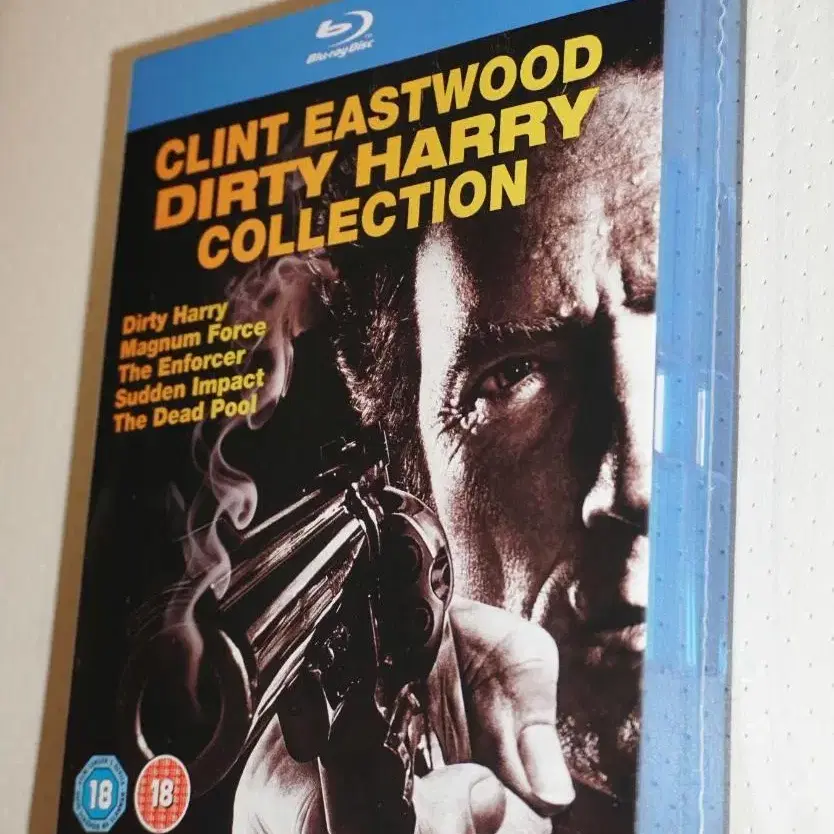 Blu-ray Disc
CLINT EASTWOOD
DIRTY HARRY
COLLECTION
Dirty Harry
Magnum Force
The Enforcer
Sudden Impact
The Dead Pool
18
18